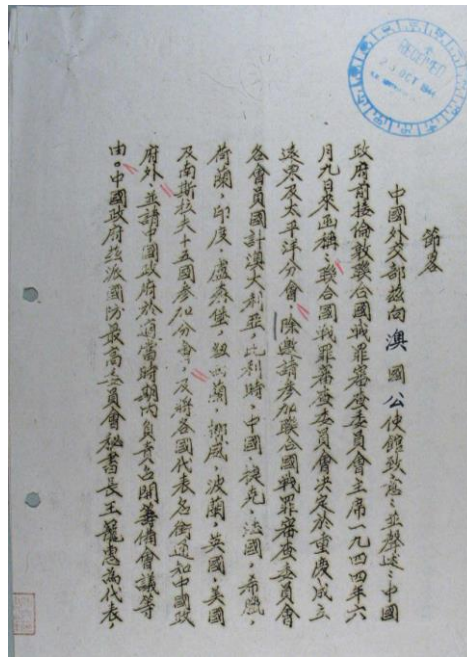 節畧
中國外交部茲向澳國公使館致意，並聲述：中國
政府前接倫敦聯合國戰罪審查委員會主席一九四四年六
月九日來函稱：聯合國戰罪審查委員會決定於重慶成立
遠東及太平洋分會，除邀請參加聯合國戰罪審查委員會
各會員國計澳大利亞，比利時，中國，捷克，法國，希臘，
荷蘭，印度，盧森堡，紐西蘭，挪威，波蘭，英國，美國
及南斯拉夫十五國參加分會，及將各國代表名銜通知中國政
府外，並請中國政府於適當時期內負責召開籌備會議等
由。中國政府經派國防最高委員會秘書長王寵惠為代表，
RECEIVED
23 OCT 1944